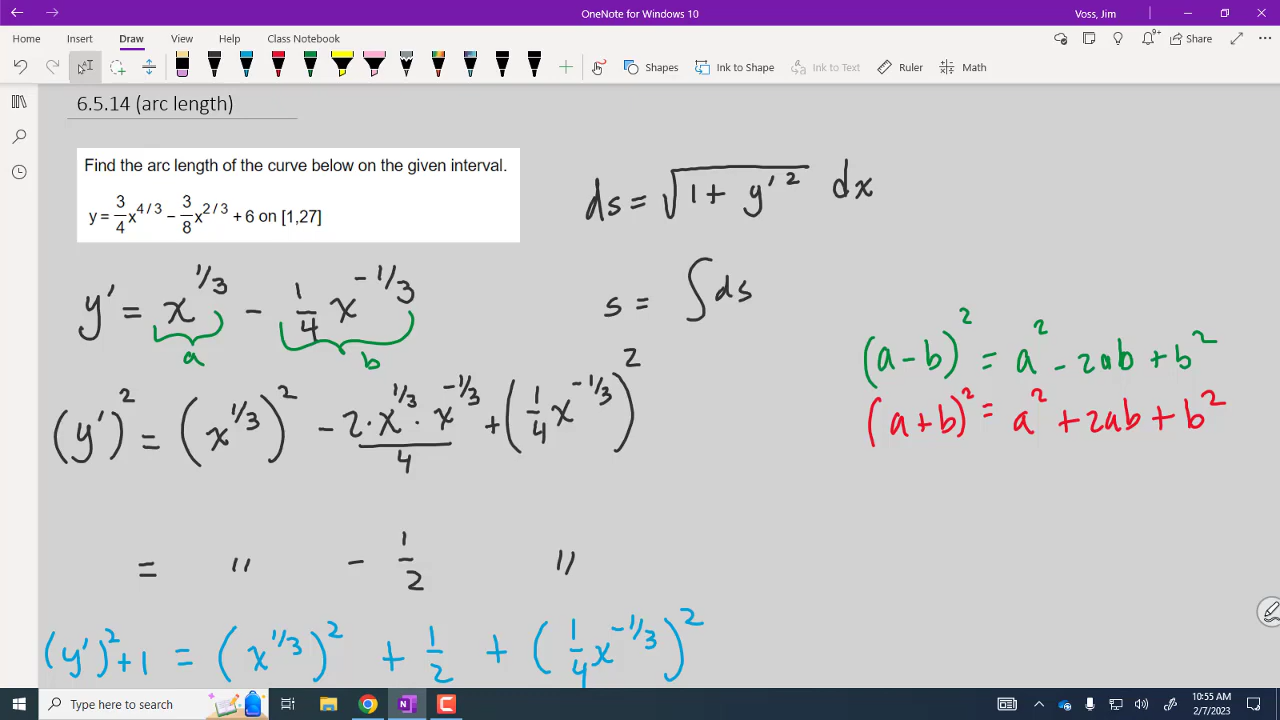 OneNote for Windows 10
Voss, Jim
Home Insert Draw View Help Class Notebook Share
Shapes Ink to Shape Ink to Text Ruler Math
6.5.14 (arc length)
Find the arc length of the curve below on the given interval.
y = 3/4 x^4/3 − 3/8 x^2/3 + 6 on [1,27]
ds = √(1 + y'^2) dx
y' = x^1/3 − 1/4 x^-1/3
a b
s = ∫ds
(a − b)^2 = a^2 − 2ab + b^2
(a + b)^2 = a^2 + 2ab + b^2
(y')^2 = (x^1/3)^2 − 2·x^1/3·x^-1/3/4 + (1/4 x^-1/3)^2
= " − 1/2 "
(y')^2 + 1 = (x^1/3)^2 + 1/2 + (1/4 x^-1/3)^2
Type here to search
10:55 AM
2/7/2023